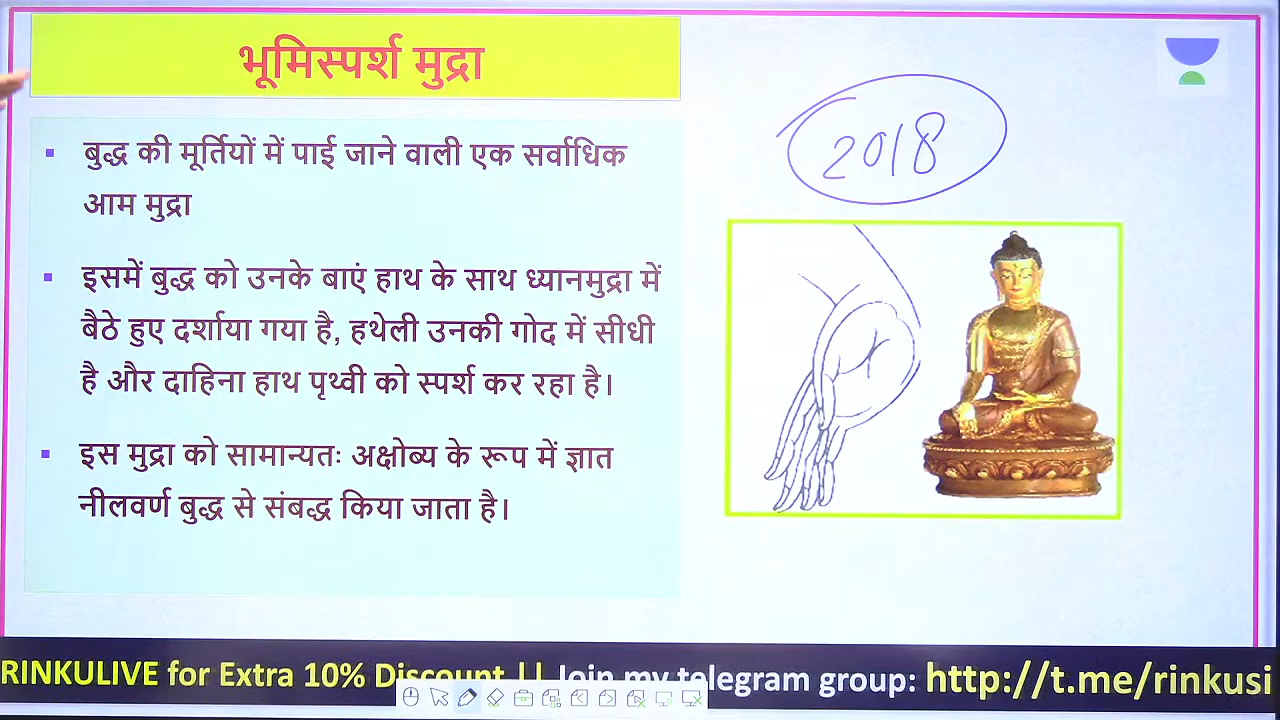 भूमिस्पर्श मुद्रा
2018
बुद्ध की मूर्तियों में पाई जाने वाली एक सर्वाधिक
आम मुद्रा
इसमें बुद्ध को उनके बाएं हाथ के साथ ध्यानमुद्रा में
बैठे हुए दर्शाया गया है, हथेली उनकी गोद में सीधी
है और दाहिना हाथ पृथ्वी को स्पर्श कर रहा है।
इस मुद्रा को सामान्यतः अक्षोब्य के रूप में ज्ञात
नीलवर्ण बुद्ध से संबद्ध किया जाता है।
RINKULIVE for Extra 10% Discount || Join my telegram group: http://t.me/rinkusi